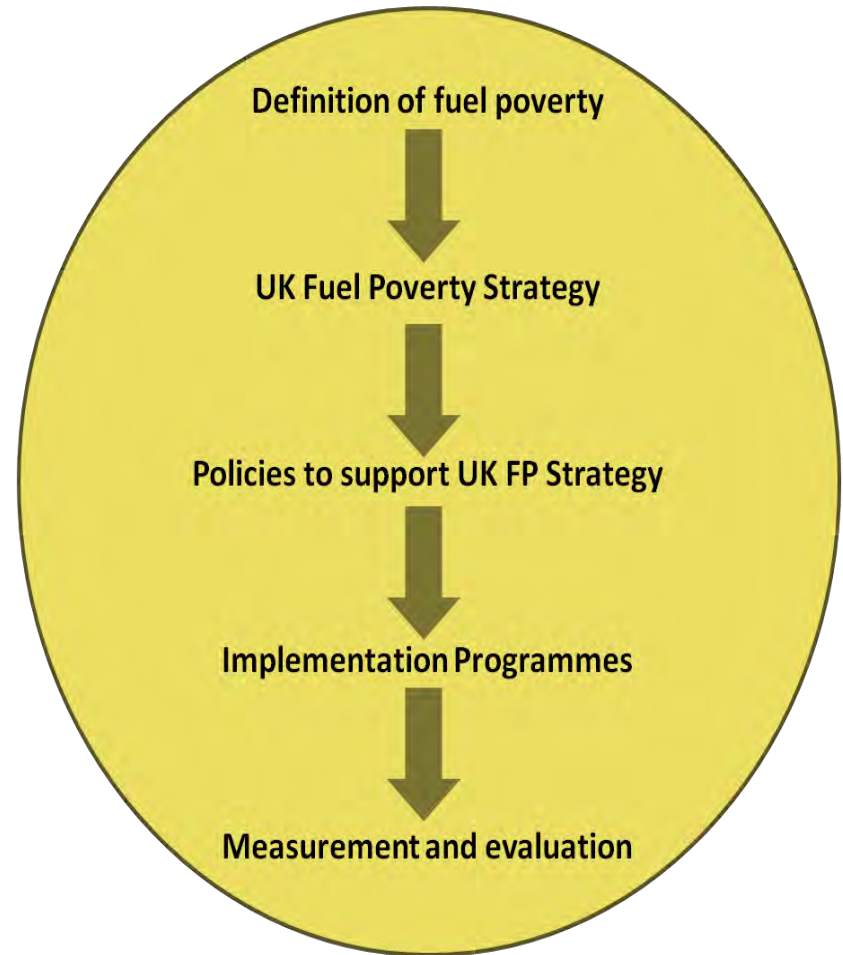 Definition of fuel poverty
UK Fuel Poverty Strategy
Policies to support UK FP Strategy
Implementation Programmes
Measurement and evaluation